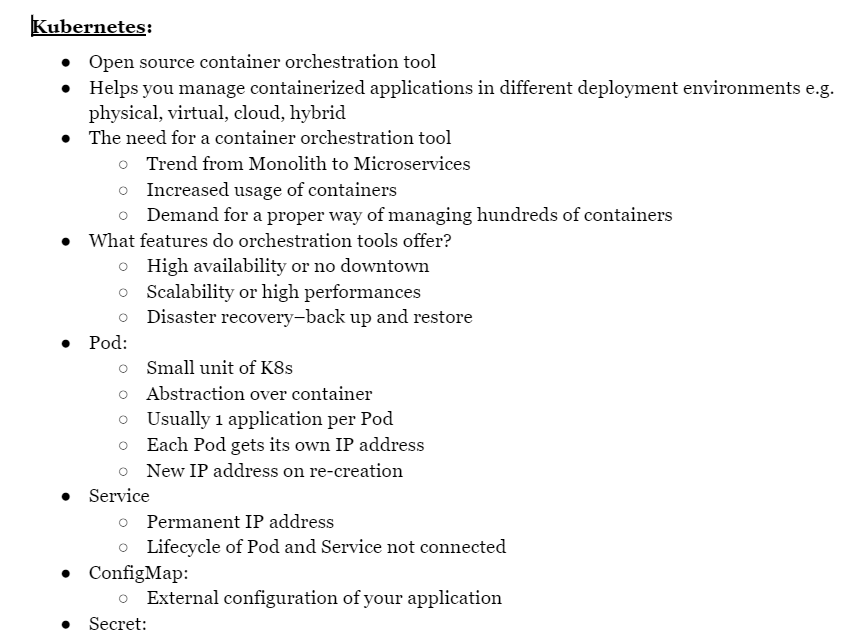 Kubernetes:
● Open source container orchestration tool
● Helps you manage containerized applications in different deployment environments e.g.
physical, virtual, cloud, hybrid
● The need for a container orchestration tool
○ Trend from Monolith to Microservices
○ Increased usage of containers
○ Demand for a proper way of managing hundreds of containers
● What features do orchestration tools offer?
○ High availability or no downtown
○ Scalability or high performances
○ Disaster recovery–back up and restore
● Pod:
○ Small unit of K8s
○ Abstraction over container
○ Usually 1 application per Pod
○ Each Pod gets its own IP address
○ New IP address on re-creation
● Service
○ Permanent IP address
○ Lifecycle of Pod and Service not connected
● ConfigMap:
○ External configuration of your application
● Secret: